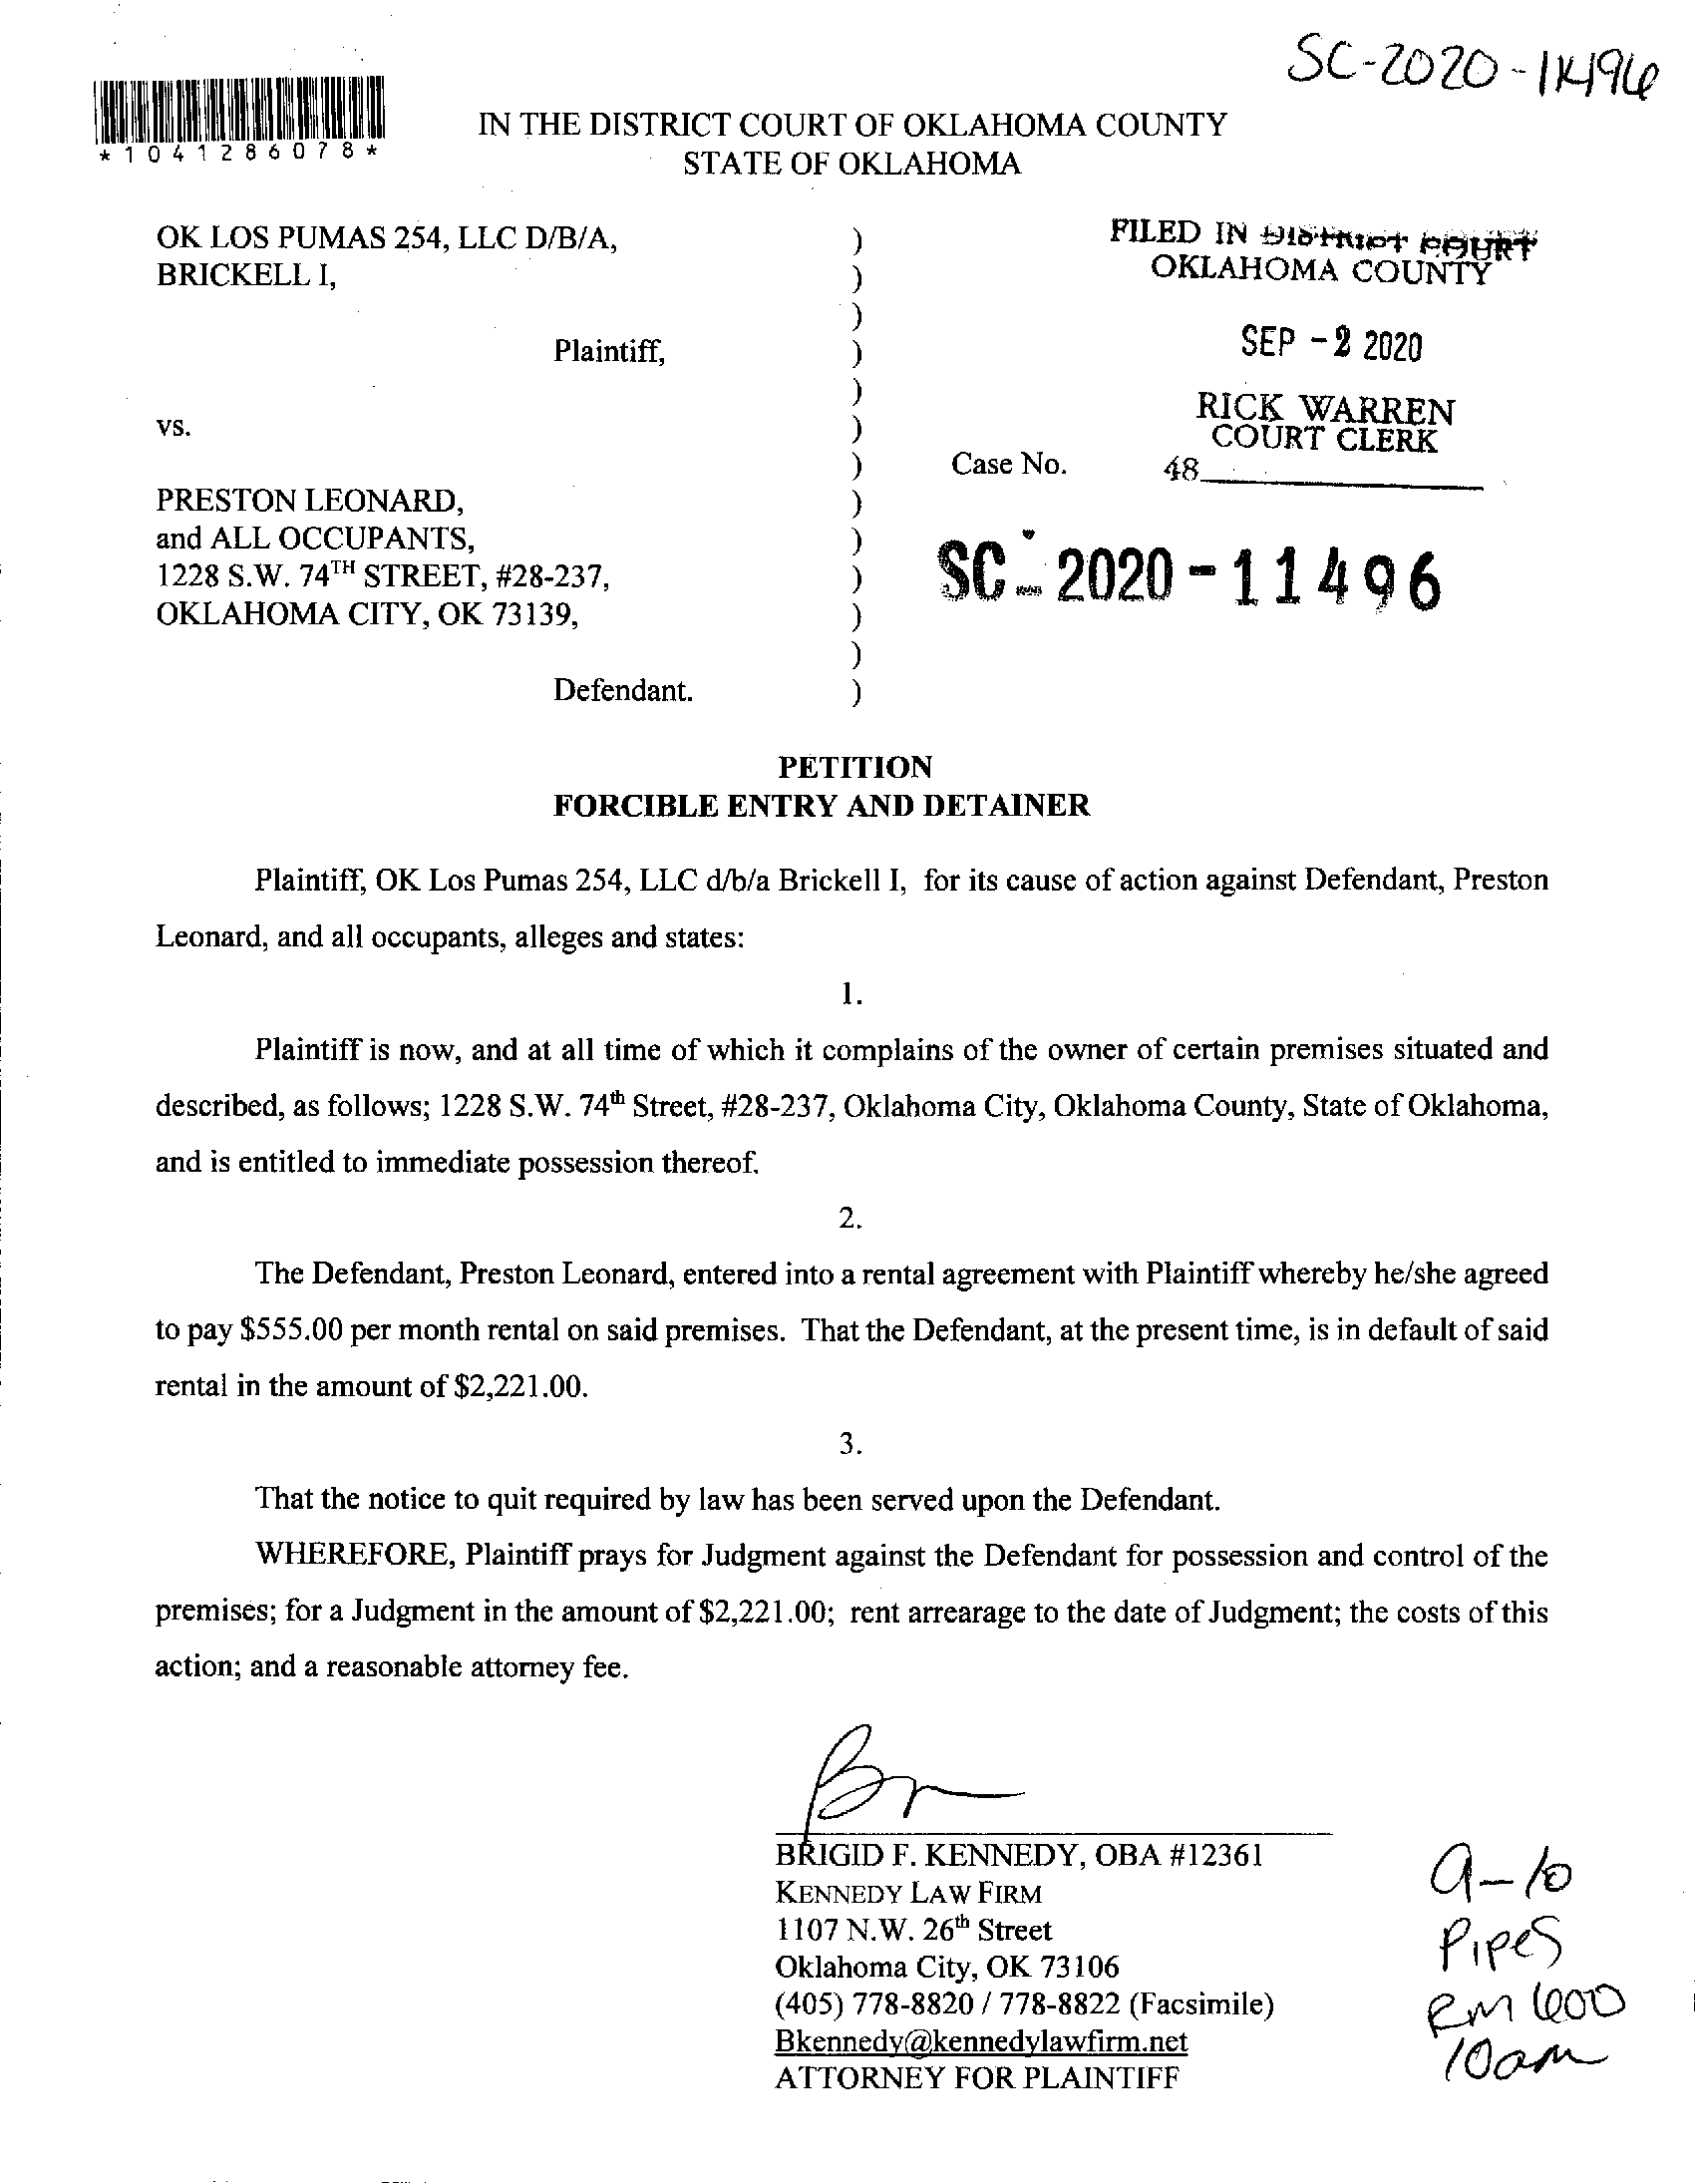 SC-2020-11496
*1041286078*
IN THE DISTRICT COURT OF OKLAHOMA COUNTY
STATE OF OKLAHOMA
OK LOS PUMAS 254, LLC D/B/A, )
BRICKELL I, )
)
Plaintiff, )
)
vs. )
)
PRESTON LEONARD, )
and ALL OCCUPANTS, )
1228 S.W. 74TH STREET, #28-237, )
OKLAHOMA CITY, OK 73139, )
)
Defendant. )
FILED IN DISTRICT COURT
OKLAHOMA COUNTY
SEP -2 2020
RICK WARREN
COURT CLERK
Case No. 48
SC - 2020 - 11496
PETITION
FORCIBLE ENTRY AND DETAINER
Plaintiff, OK Los Pumas 254, LLC d/b/a Brickell I, for its cause of action against Defendant, Preston
Leonard, and all occupants, alleges and states:
1.
Plaintiff is now, and at all time of which it complains of the owner of certain premises situated and
described, as follows; 1228 S.W. 74th Street, #28-237, Oklahoma City, Oklahoma County, State of Oklahoma,
and is entitled to immediate possession thereof.
2.
The Defendant, Preston Leonard, entered into a rental agreement with Plaintiff whereby he/she agreed
to pay $555.00 per month rental on said premises. That the Defendant, at the present time, is in default of said
rental in the amount of $2,221.00.
3.
That the notice to quit required by law has been served upon the Defendant.
WHEREFORE, Plaintiff prays for Judgment against the Defendant for possession and control of the
premises; for a Judgment in the amount of $2,221.00; rent arrearage to the date of Judgment; the costs of this
action; and a reasonable attorney fee.
BRIGID F. KENNEDY, OBA #12361
KENNEDY LAW FIRM
1107 N.W. 26th Street
Oklahoma City, OK 73106
(405) 778-8820 / 778-8822 (Facsimile)
Bkennedy@kennedylawfirm.net
ATTORNEY FOR PLAINTIFF
9-10
Pipes
RM 600
10am